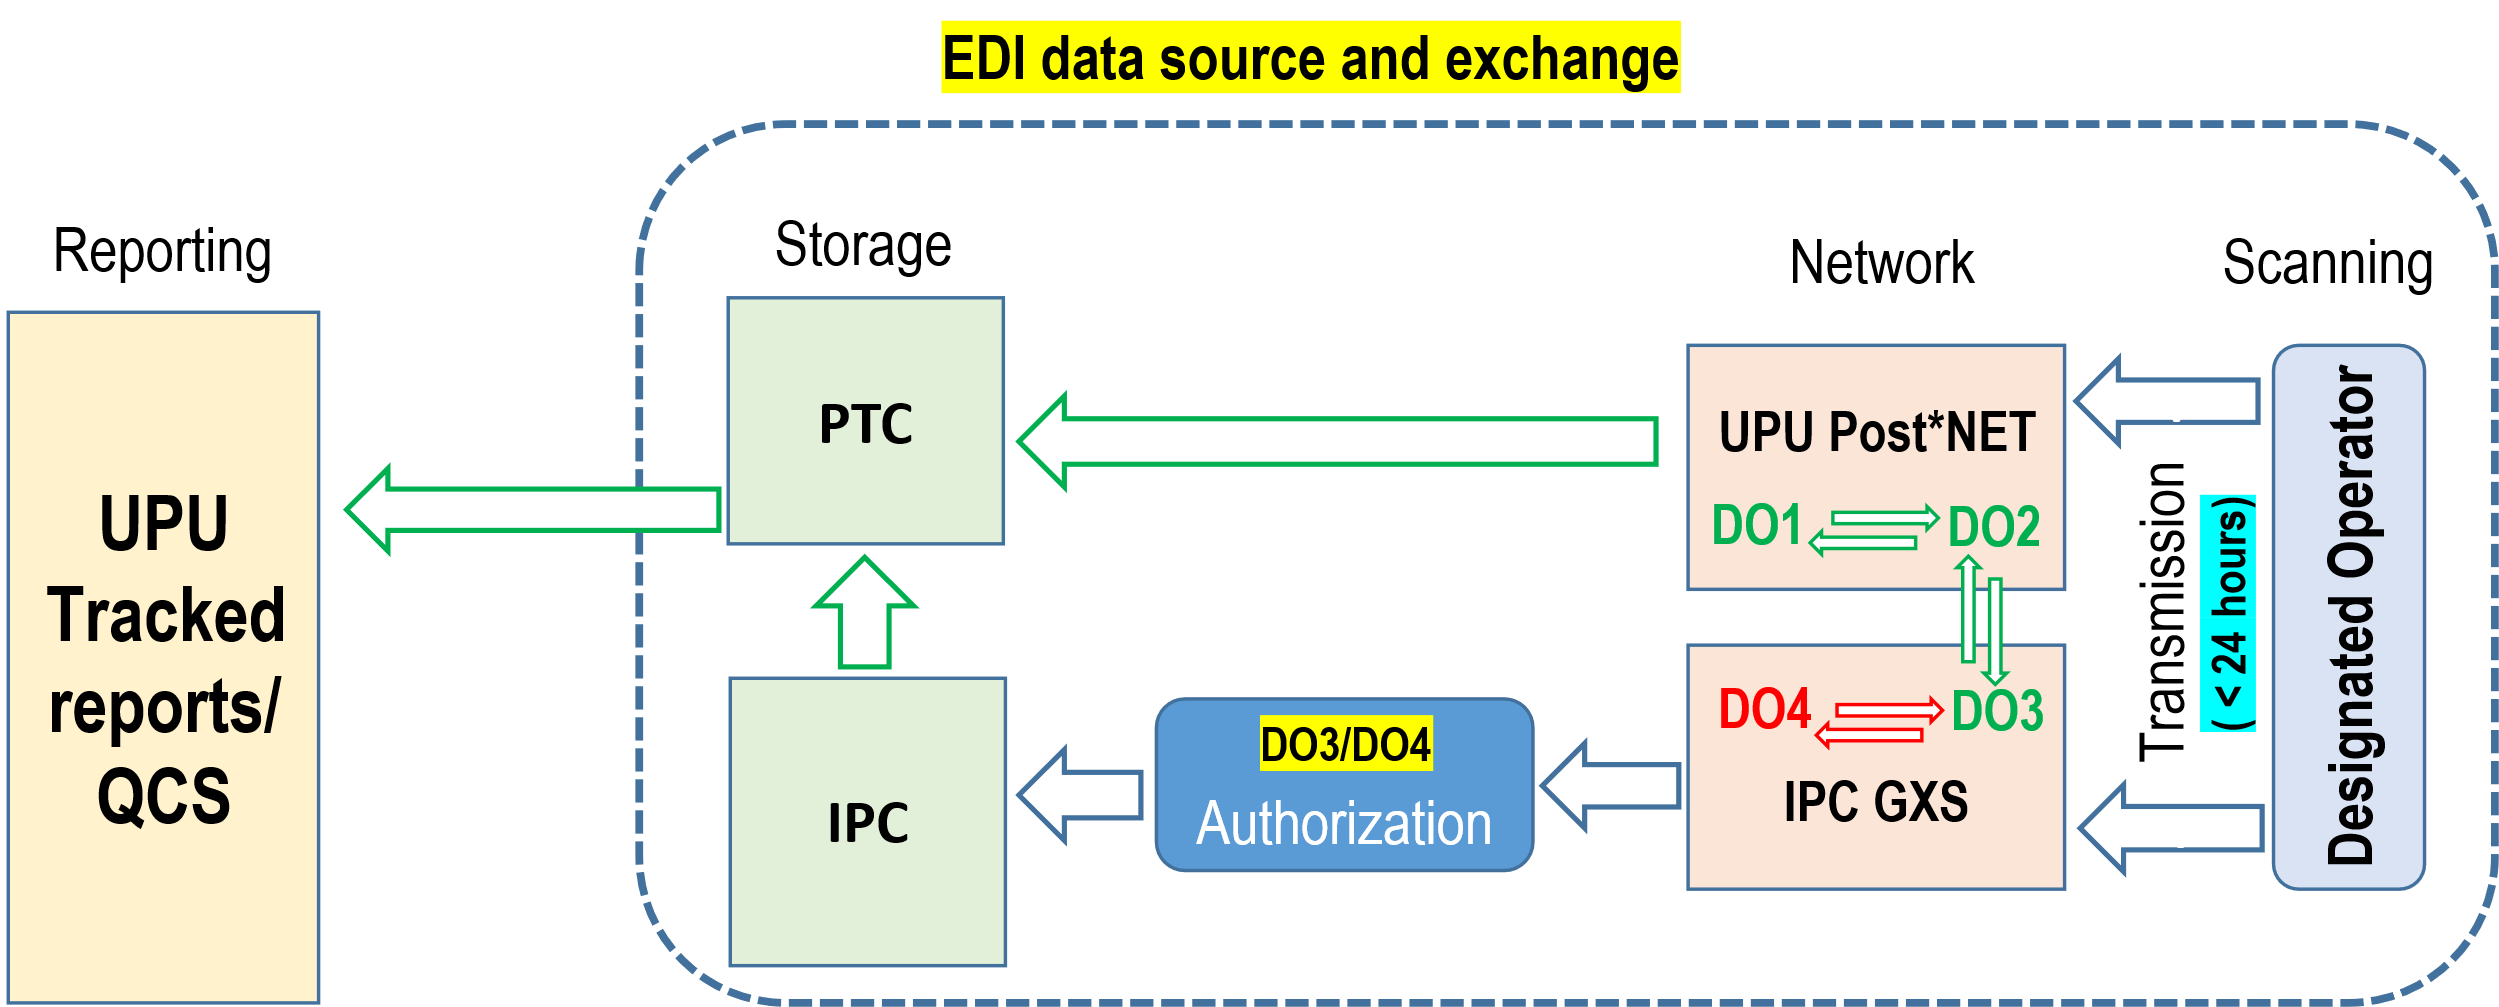 EDI data source and exchange
Reporting
Storage
Network
Scanning
UPU
Tracked
reports/
QCS
PTC
IPC
DO3/DO4
Authorization
UPU Post*NET
DO1
DO2
DO4
DO3
IPC GXS
Transmission
( < 24 hours)
Designated Operator